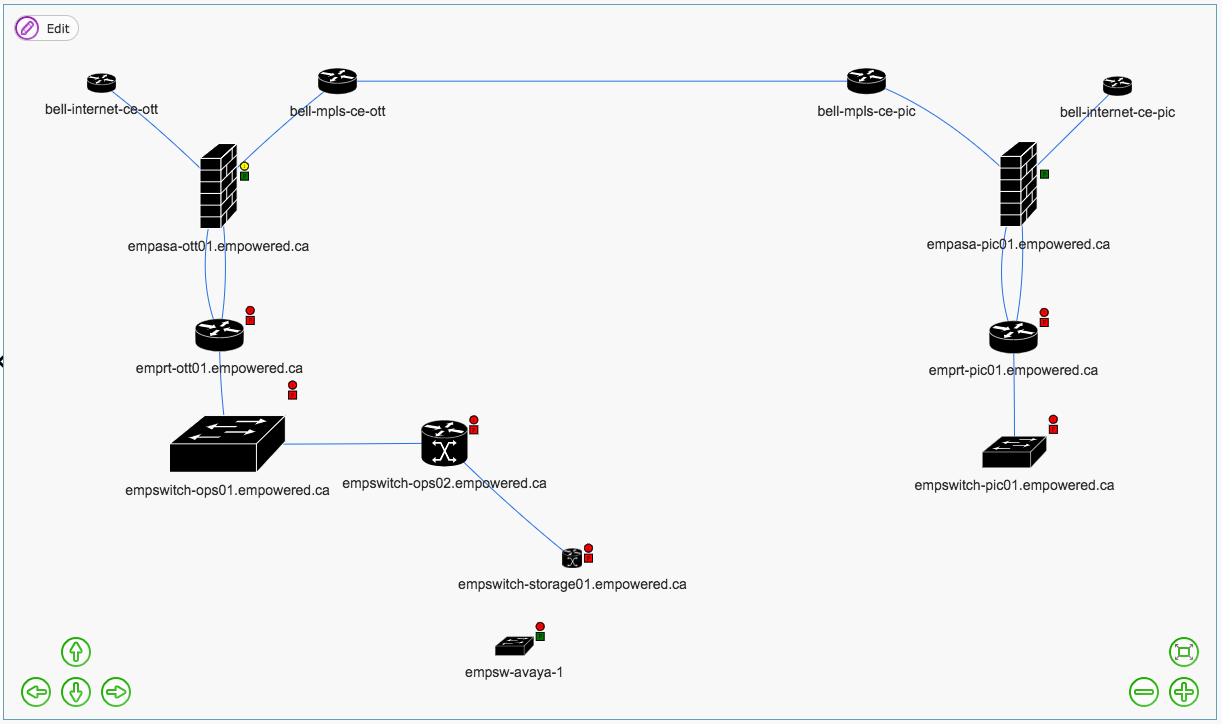 Edit
bell-internet-ce-ott
bell-mpls-ce-ott
bell-mpls-ce-pic
bell-internet-ce-pic
empasa-ott01.empowered.ca
empasa-pic01.empowered.ca
emprt-ott01.empowered.ca
emprt-pic01.empowered.ca
empswitch-ops01.empowered.ca
empswitch-ops02.empowered.ca
empswitch-pic01.empowered.ca
empswitch-storage01.empowered.ca
empsw-avaya-1